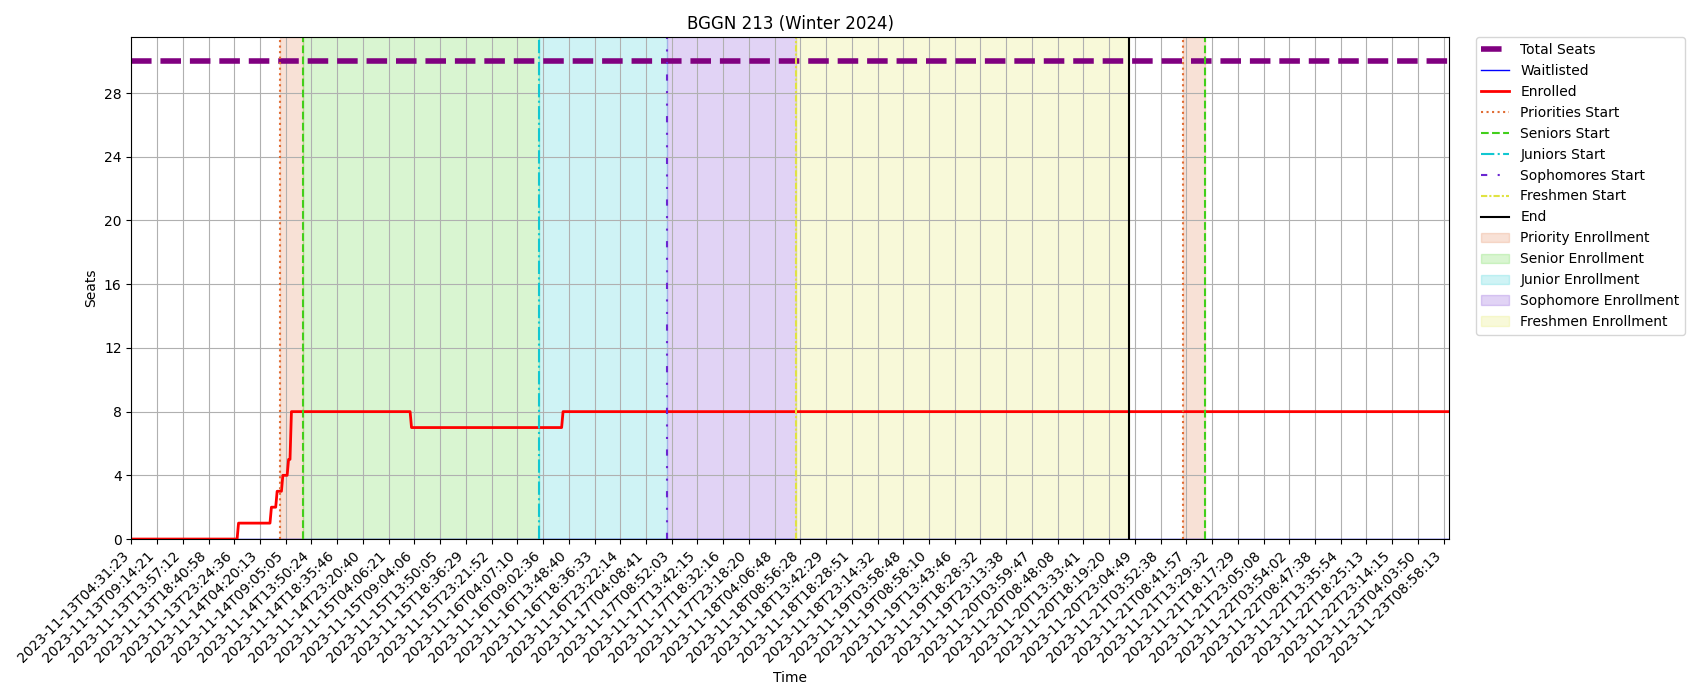 BGGN 213 (Winter 2024)
Seats
28
24
20
16
12
8
4
0
2023-11-13T04:31:23
2023-11-13T09:14:21
2023-11-13T13:57:12
2023-11-13T18:40:58
2023-11-13T23:24:36
2023-11-14T04:20:13
2023-11-14T09:05:05
2023-11-14T13:50:24
2023-11-14T18:35:46
2023-11-14T23:20:40
2023-11-15T04:06:21
2023-11-15T09:04:06
2023-11-15T13:50:05
2023-11-15T18:36:29
2023-11-15T23:21:52
2023-11-16T04:07:10
2023-11-16T09:02:36
2023-11-16T13:48:40
2023-11-16T18:36:33
2023-11-16T23:22:14
2023-11-17T04:08:41
2023-11-17T08:52:03
2023-11-17T13:42:15
2023-11-17T18:32:16
2023-11-17T23:18:20
2023-11-18T04:06:48
2023-11-18T08:56:28
2023-11-18T13:42:29
2023-11-18T18:28:51
2023-11-18T23:14:32
2023-11-19T03:58:48
2023-11-19T08:58:10
2023-11-19T13:43:46
2023-11-19T18:28:32
2023-11-19T23:13:38
2023-11-20T03:59:47
2023-11-20T08:48:08
2023-11-20T13:33:41
2023-11-20T18:19:20
2023-11-20T23:04:49
2023-11-21T03:52:38
2023-11-21T08:41:57
2023-11-21T13:29:32
2023-11-21T18:17:29
2023-11-21T23:05:08
2023-11-22T03:54:02
2023-11-22T08:47:38
2023-11-22T13:35:54
2023-11-22T18:25:13
2023-11-22T23:14:15
2023-11-23T04:03:50
2023-11-23T08:58:13
Time
Total Seats
Waitlisted
Enrolled
Priorities Start
Seniors Start
Juniors Start
Sophomores Start
Freshmen Start
End
Priority Enrollment
Senior Enrollment
Junior Enrollment
Sophomore Enrollment
Freshmen Enrollment